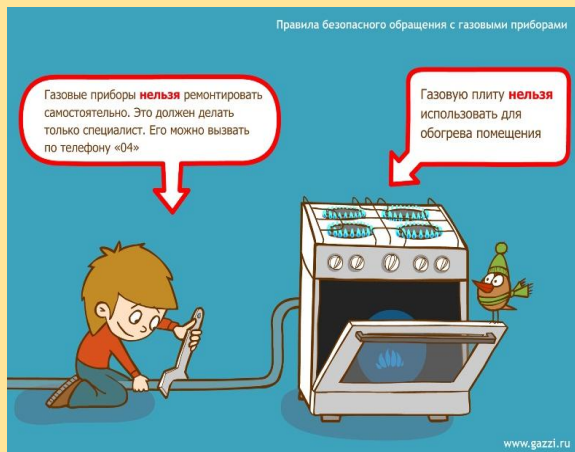 Правила безопасного обращения с газовыми приборами
Газовые приборы нельзя ремонтировать
самостоятельно. Это должен делать
только специалист. Его можно вызвать
по телефону «04»
Газовую плиту нельзя
использовать для
обогрева помещения
www.gazzi.ru